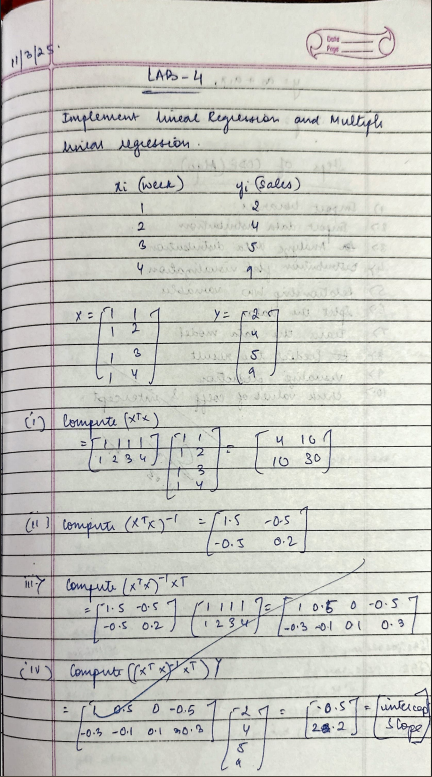 Date
Page
11/3/25.
LAB-4.
Implement lineal Regression and Multiple
lineal regression.
xi (week) yi (Sales)
1 2
2 4
3 5
4 9
X = [1 1 Y = [2
1 2 4
1 3 5
1 4] 9]
(i) Compute (XTX)
= [1 1 1 1 [1 1 = [4 10
1 2 3 4] 1 2 10 30]
1 3
1 4]
(ii) Compute (XTX)-1 = [1.5 -0.5
-0.5 0.2]
iii) Compute (XTX)-1 XT
= [1.5 -0.5 [1 1 1 1 = [1 0.5 0 -0.5
-0.5 0.2] 1 2 3 4] -0.3 -0.1 0.1 0.3]
(iv) Compute ((XTX)-1 XT) Y
= [1 0.5 0 -0.5 [2 = [-0.5 = [intercept
-0.3 -0.1 0.1 0.3] 4 2.2] Slope]
5
9]